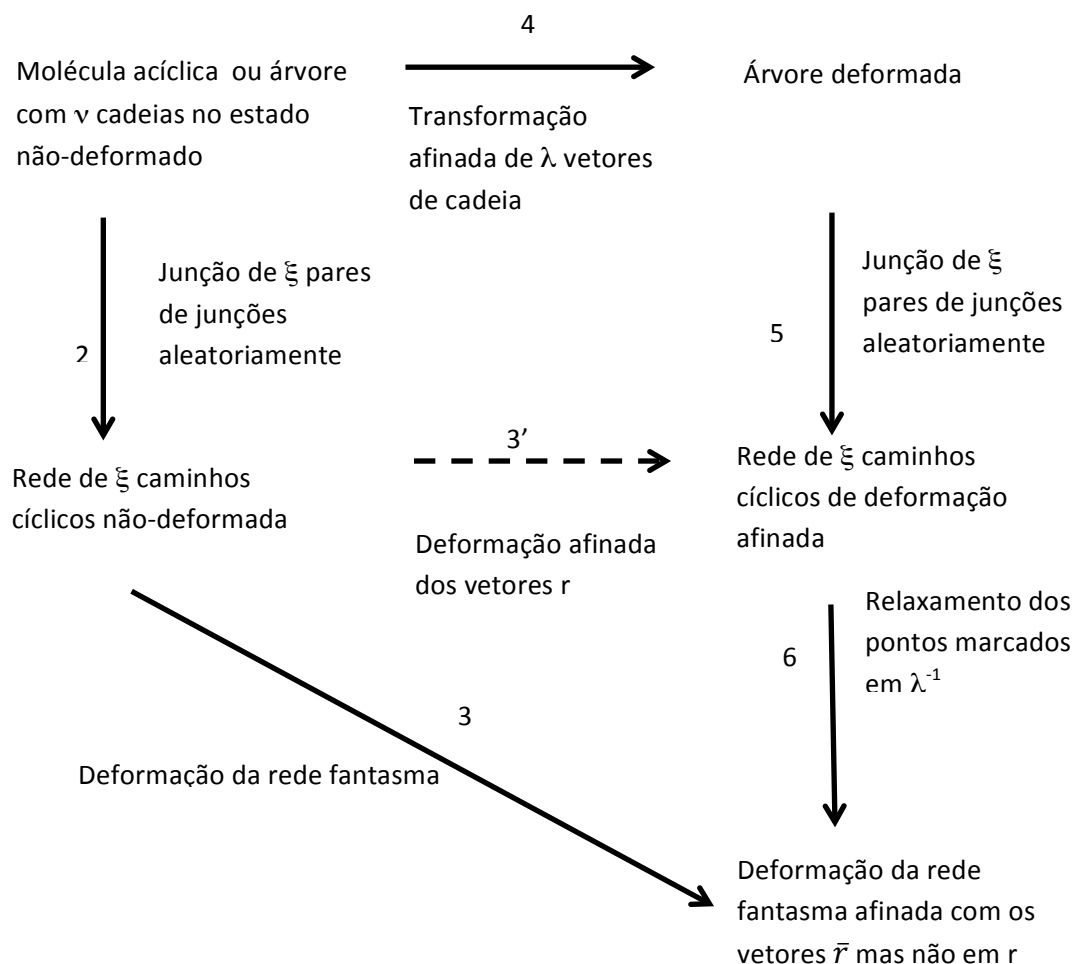 4
Molécula acíclica ou árvore
com ν cadeias no estado
não-deformado
Transformação
afinada de λ vetores
de cadeia
Árvore deformada
Junção de ξ pares
de junções
aleatoriamente
2
Junção de ξ
pares de junções
aleatoriamente
5
3’
Rede de ξ caminhos
cíclicos não-deformada
Rede de ξ caminhos
cíclicos de deformação
afinada
Deformação afinada
dos vetores r
Relaxamento dos
pontos marcados
em λ⁻¹
6
3
Deformação da rede fantasma
Deformação da rede
fantasma afinada com os
vetores r̄ mas não em r